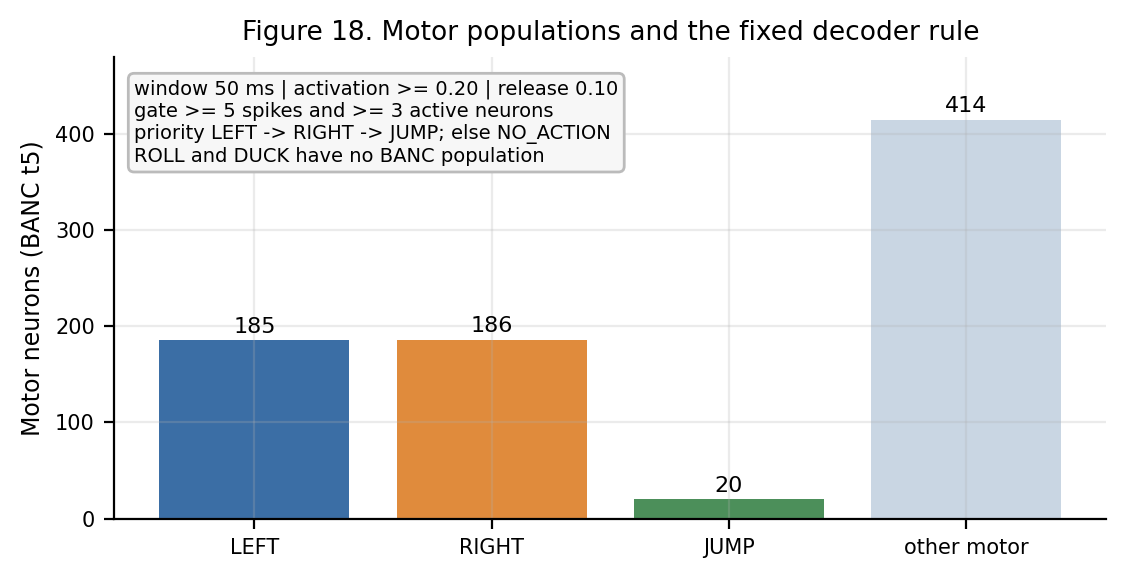 Figure 18. Motor populations and the fixed decoder rule
window 50 ms | activation >= 0.20 | release 0.10
gate >= 5 spikes and >= 3 active neurons
priority LEFT -> RIGHT -> JUMP; else NO_ACTION
ROLL and DUCK have no BANC population
Motor neurons (BANC t5)
400
300
200
100
0
185
186
20
414
LEFT
RIGHT
JUMP
other motor